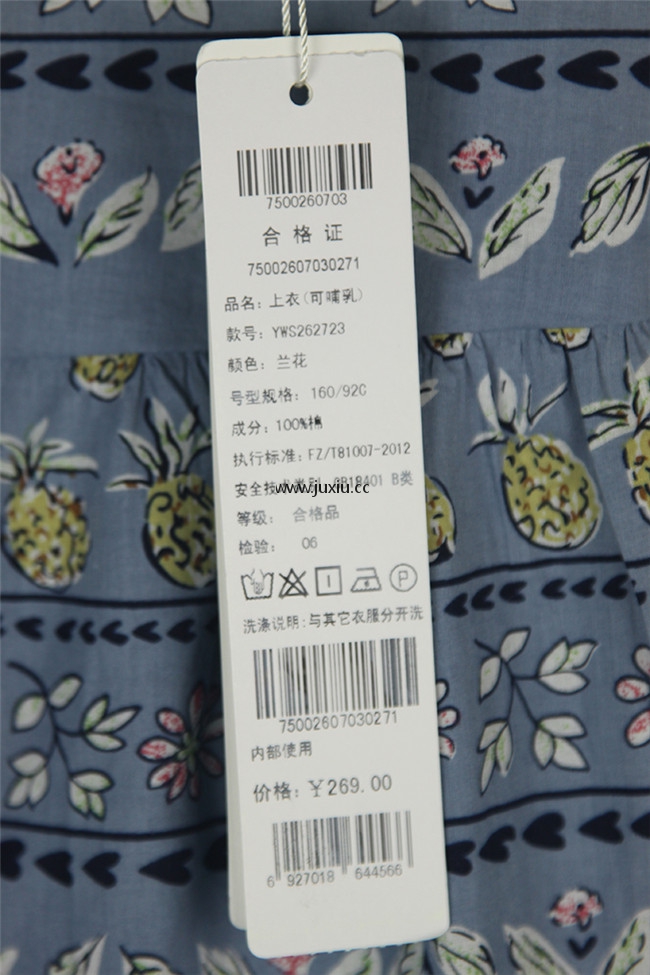 7500260703
合格证
75002607030271
品名: 上衣(可哺乳)
款号: YWS262723
颜色: 兰花
号型规格: 160/92C
成分: 100%棉
执行标准: FZ/T81007-2012
安全技术类别 GB18401 B类
www.juxiu.cc
等级: 合格品
检验: 06
P
洗涤说明:与其它衣服分开洗
75002607030271
内部使用
价格: ￥269.00
6 927018 644566